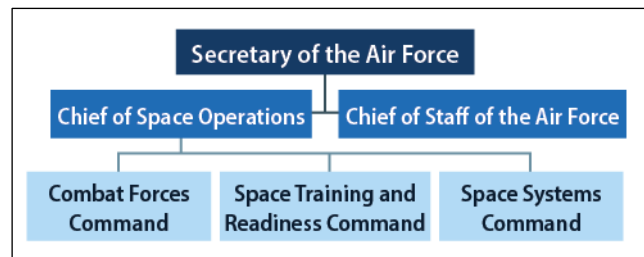 Secretary of the Air Force
Chief of Space Operations
Chief of Staff of the Air Force
Combat Forces
Command
Space Training and
Readiness Command
Space Systems
Command